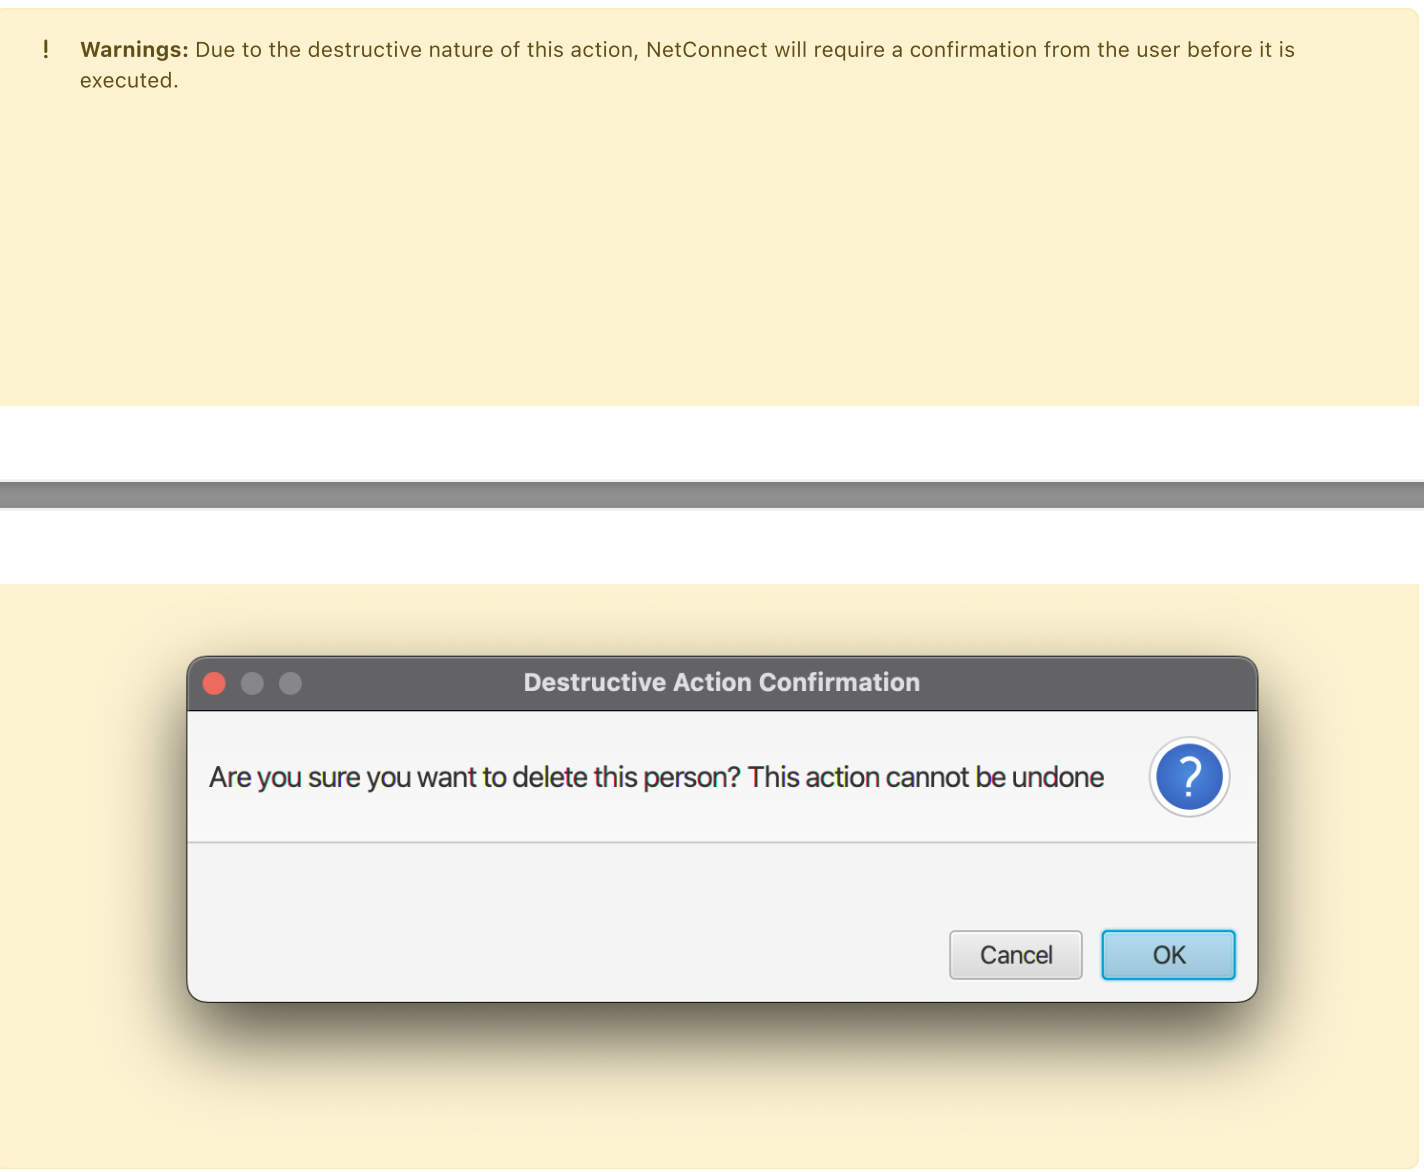 ! Warnings: Due to the destructive nature of this action, NetConnect will require a confirmation from the user before it is
executed.
Destructive Action Confirmation
Are you sure you want to delete this person? This action cannot be undone
?
Cancel OK